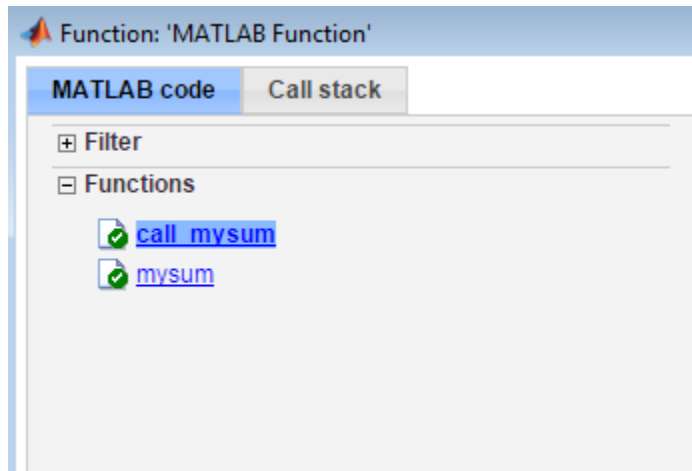 Function: 'MATLAB Function'
MATLAB code Call stack
Filter
Functions
call_mysum
mysum